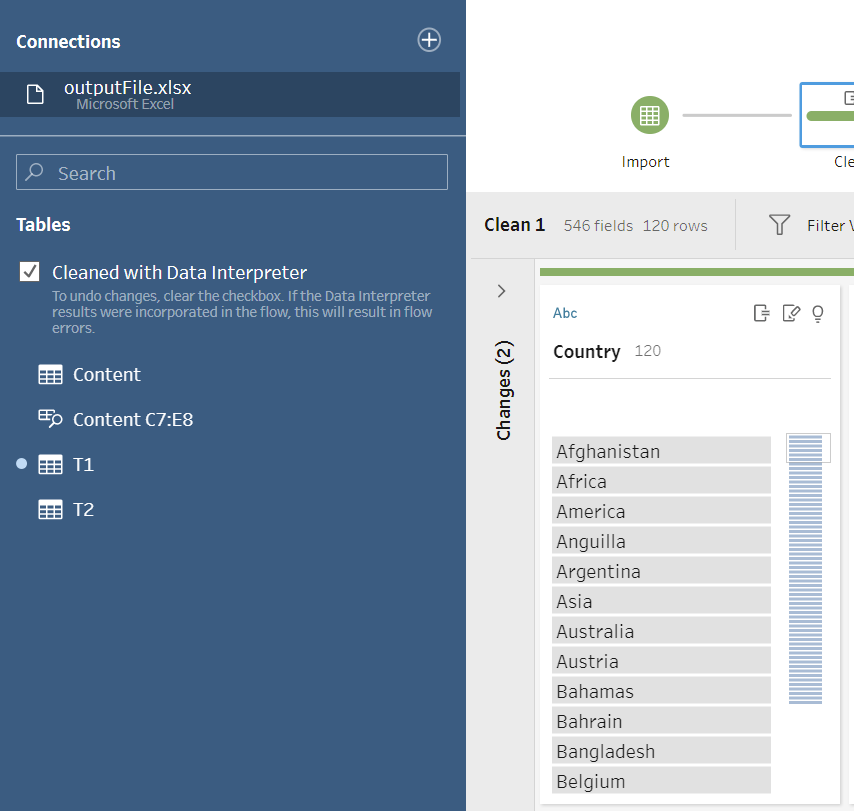 Connections
outputFile.xlsx
Microsoft Excel
Search
Tables
Cleaned with Data Interpreter
To undo changes, clear the checkbox. If the Data Interpreter
results were incorporated in the flow, this will result in flow
errors.
Content
Content C7:E8
T1
T2
Import
Cle
Clean 1 546 fields 120 rows
Filter V
Changes (2)
Abc
Country 120
Afghanistan
Africa
America
Anguilla
Argentina
Asia
Australia
Austria
Bahamas
Bahrain
Bangladesh
Belgium